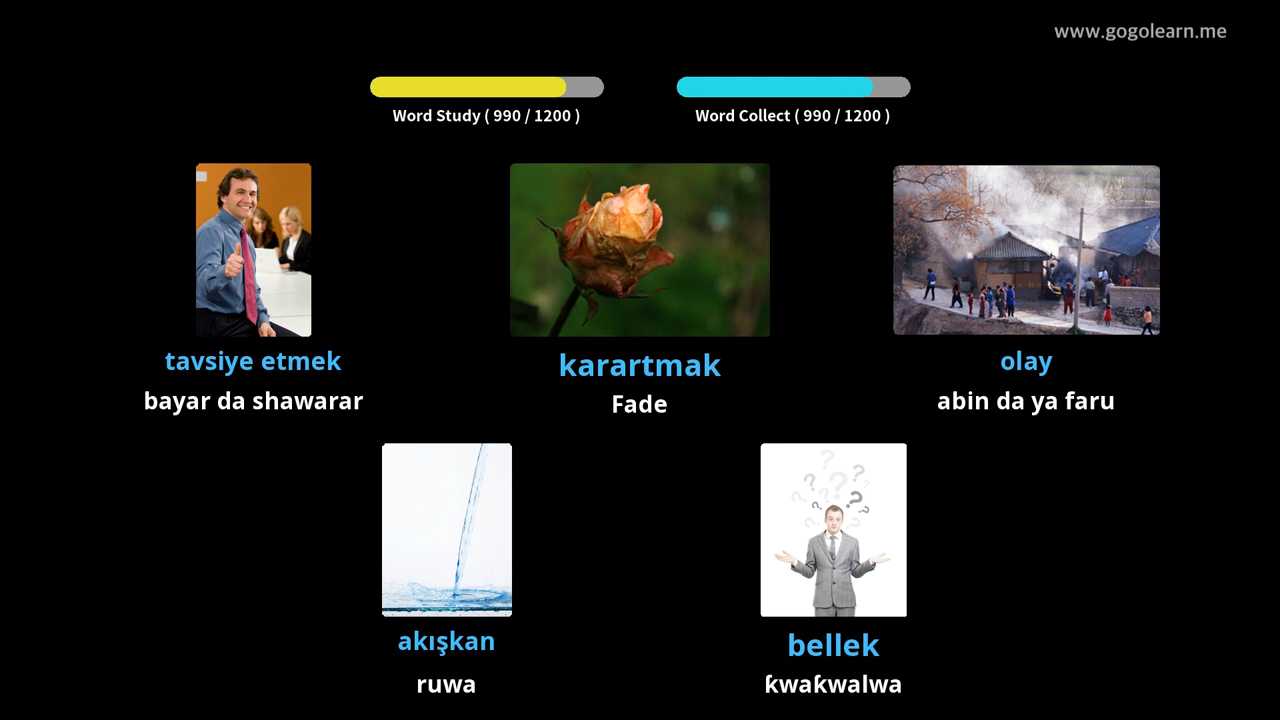 www.gogolearn.me
Word Study ( 990 / 1200 )
Word Collect ( 990 / 1200 )
tavsiye etmek
bayar da shawarar
karartmak
Fade
olay
abin da ya faru
akışkan
ruwa
bellek
ƙwaƙwalwa